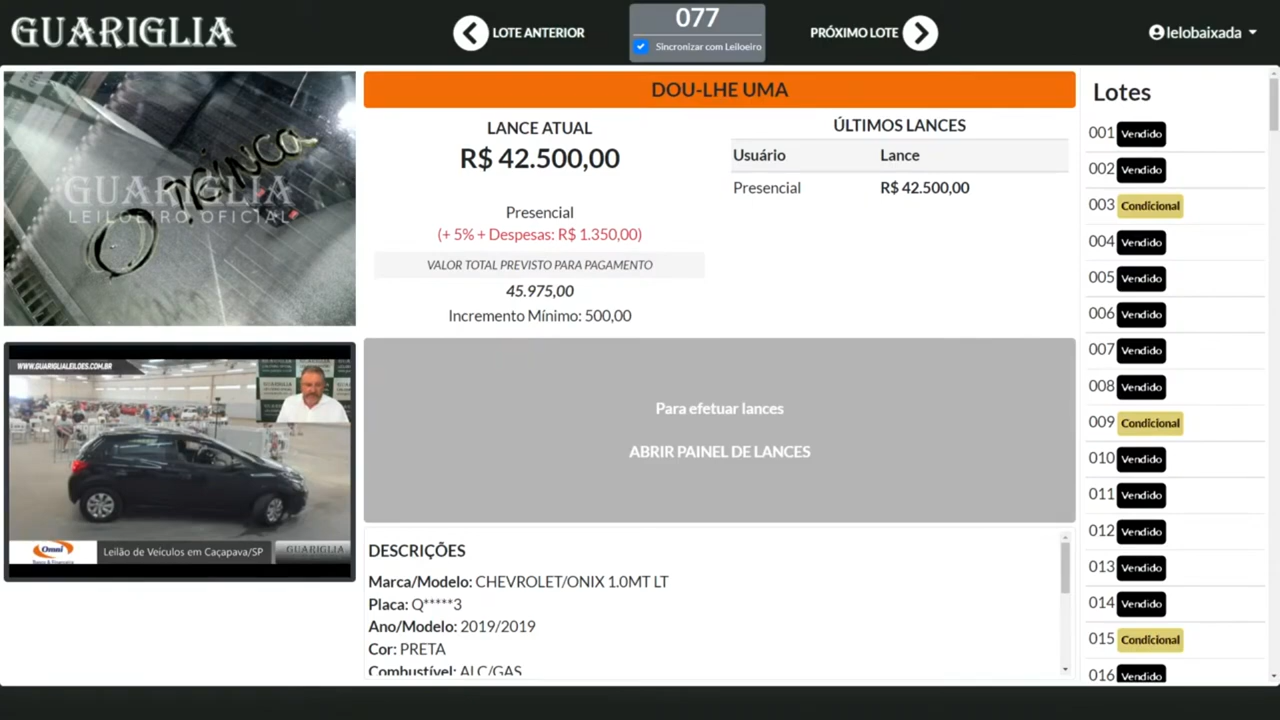 GUARIGLIA
LOTE ANTERIOR
077
Sincronizar com Leiloeiro
PRÓXIMO LOTE
lelobaixada
O TRINCO
GUARIGLIA
LEILOEIRO OFICIAL
DOU-LHE UMA
LANCE ATUAL
R$ 42.500,00
Presencial
(+ 5% + Despesas: R$ 1.350,00)
VALOR TOTAL PREVISTO PARA PAGAMENTO
45.975,00
Incremento Mínimo: 500,00
ÚLTIMOS LANCES
Usuário Lance
Presencial R$ 42.500,00
WWW.GUARIGLIALEILOES.COM.BR
Omni
Leilão de Veiculos em Caçapava/SP
GUARIGLIA
Para efetuar lances
ABRIR PAINEL DE LANCES
DESCRIÇÕES
Marca/Modelo: CHEVROLET/ONIX 1.0MT LT
Placa: Q*****3
Ano/Modelo: 2019/2019
Cor: PRETA
Combustível: ALC/GAS
Lotes
001 Vendido
002 Vendido
003 Condicional
004 Vendido
005 Vendido
006 Vendido
007 Vendido
008 Vendido
009 Condicional
010 Vendido
011 Vendido
012 Vendido
013 Vendido
014 Vendido
015 Condicional
016 Vendido